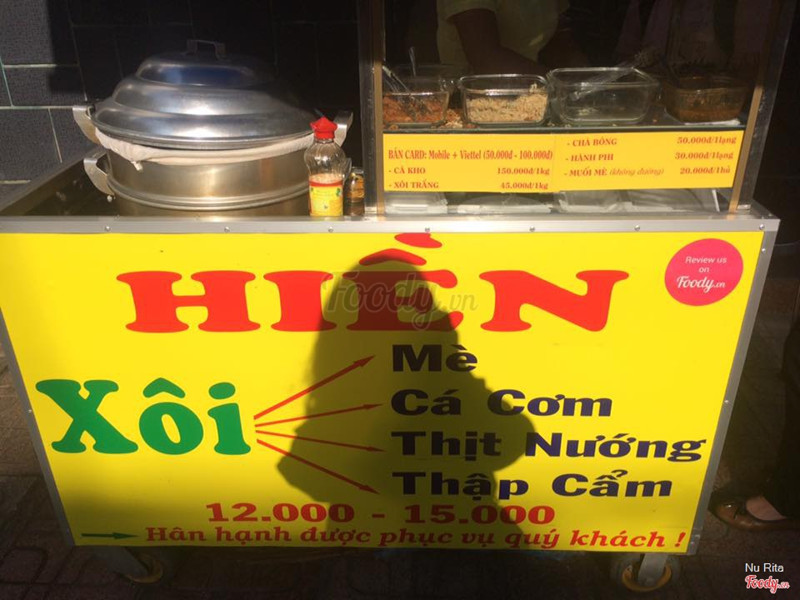 BÁN CARD: Mobile + Viettel (50.000đ - 100.000đ)
- CÁ KHO 150.000đ/1kg
- XÔI TRẮNG 45.000đ/1kg
- CHÀ BÔNG 50.000đ/1lạng
- HÀNH PHI 30.000đ/1lạng
- MUỐI MÈ (không đường) 20.000đ/1hủ
HIỀN
Review us
on
Foody.vn
Foody.vn
Xôi
Mè
Cá Cơm
Thịt Nướng
Thập Cẩm
12.000 - 15.000
Hân hạnh được phục vụ quý khách !
Nu Rita
Foody.vn